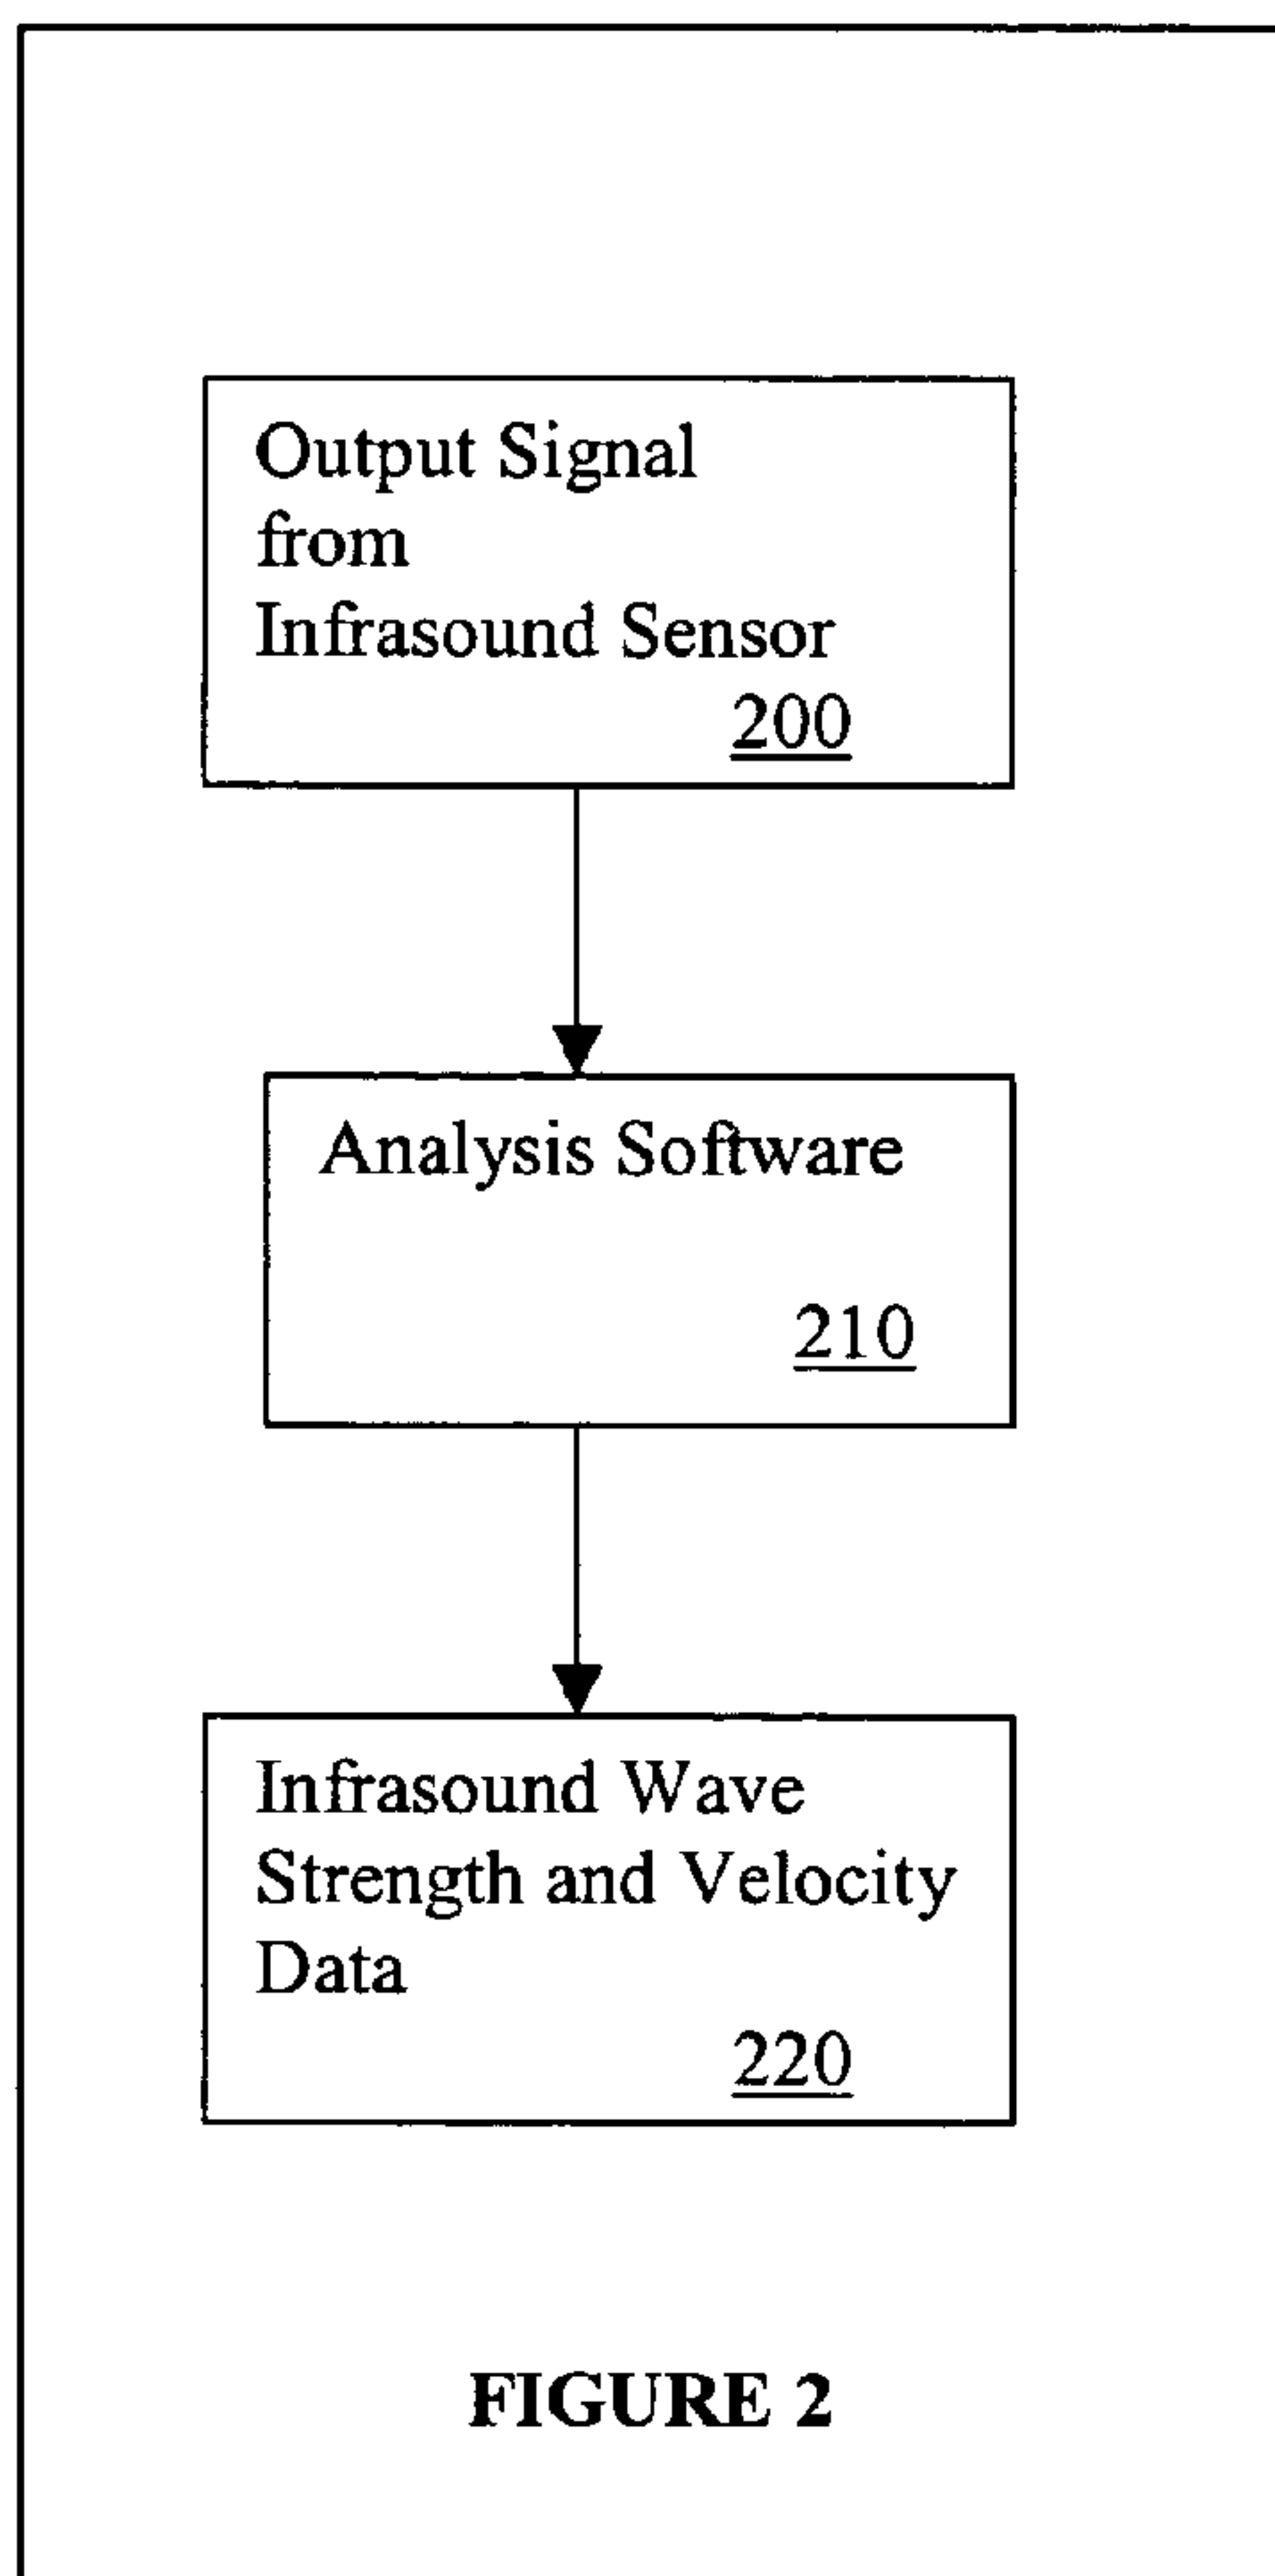 Output Signal
from
Infrasound Sensor
200
Analysis Software
210
Infrasound Wave
Strength and Velocity
Data
220
FIGURE 2